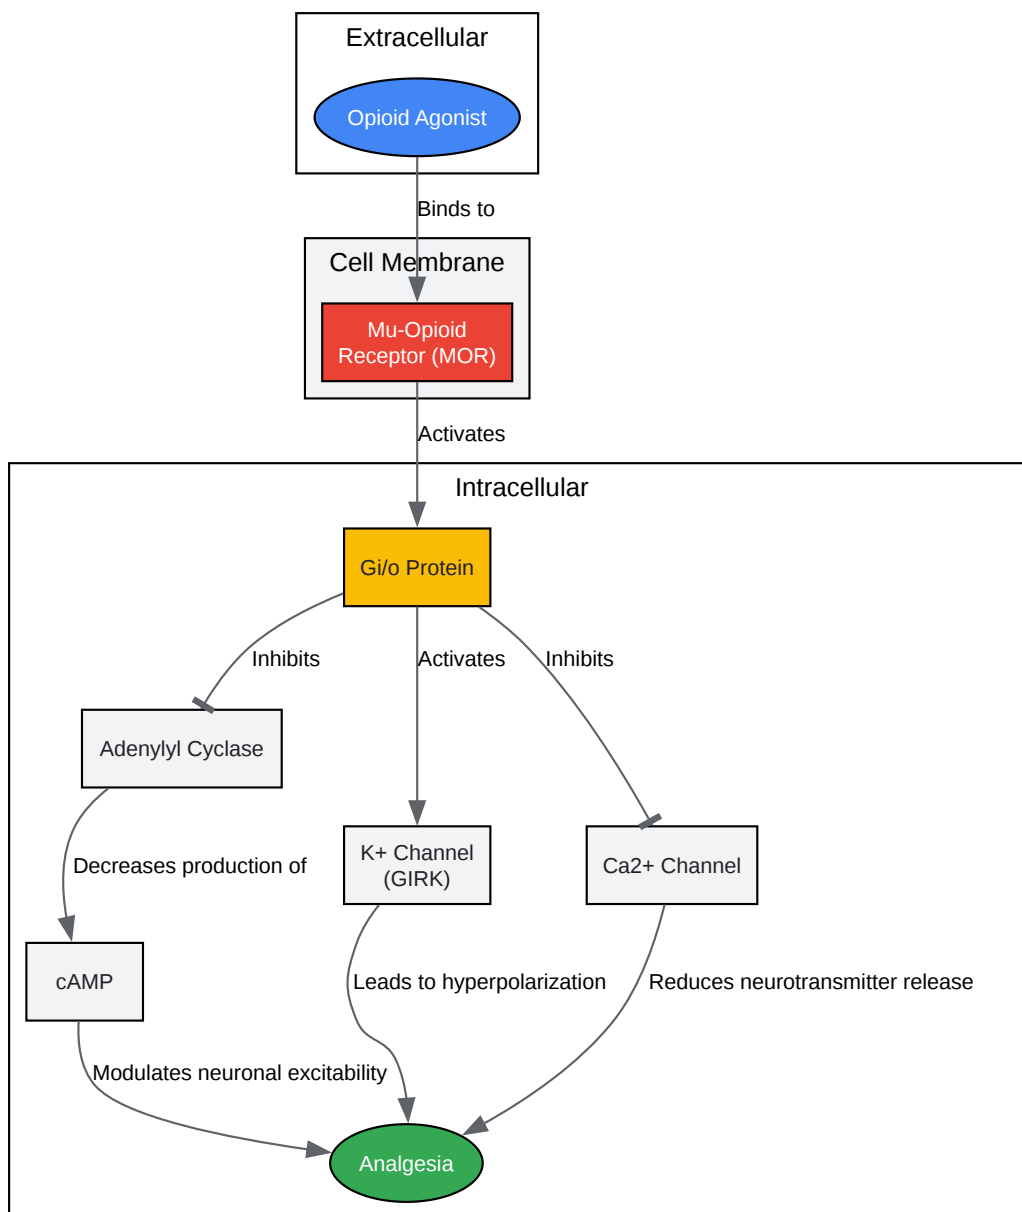 Extracellular
Opioid Agonist
Binds to
Cell Membrane
Mu-Opioid
Receptor (MOR)
Activates
Intracellular
Gi/o Protein
Inhibits
Activates
Inhibits
Adenylyl Cyclase
K+ Channel
(GIRK)
Ca2+ Channel
Decreases production of
cAMP
Leads to hyperpolarization
Reduces neurotransmitter release
Modulates neuronal excitability
Analgesia